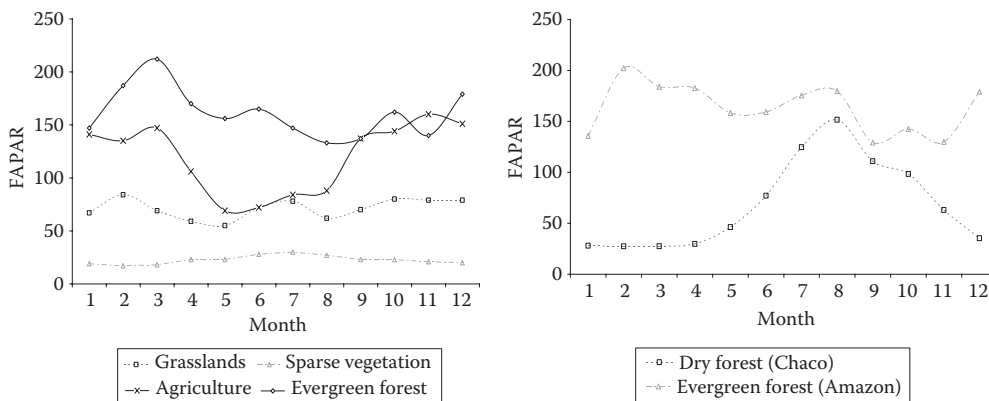 250
200
150
100
50
0
FAPAR
1 2 3 4 5 6 7 8 9 10 11 12
Month
Grasslands Sparse vegetation
Agriculture Evergreen forest
250
200
150
100
50
0
FAPAR
1 2 3 4 5 6 7 8 9 10 11 12
Month
Dry forest (Chaco)
Evergreen forest (Amazon)